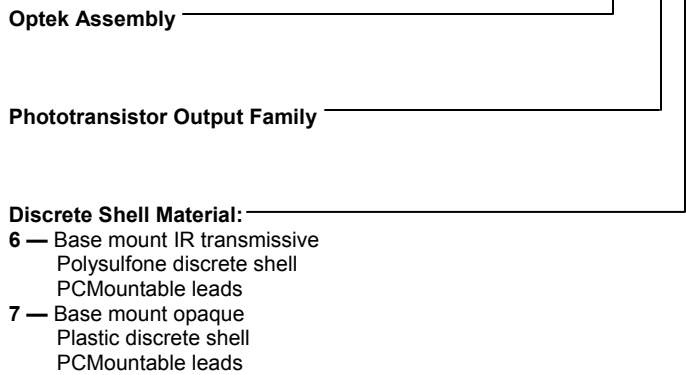 Optek Assembly
Phototransistor Output Family
Discrete Shell Material:
6 — Base mount IR transmissive
Polysulfone discrete shell
PCMountable leads
7 — Base mount opaque
Plastic discrete shell
PCMountable leads